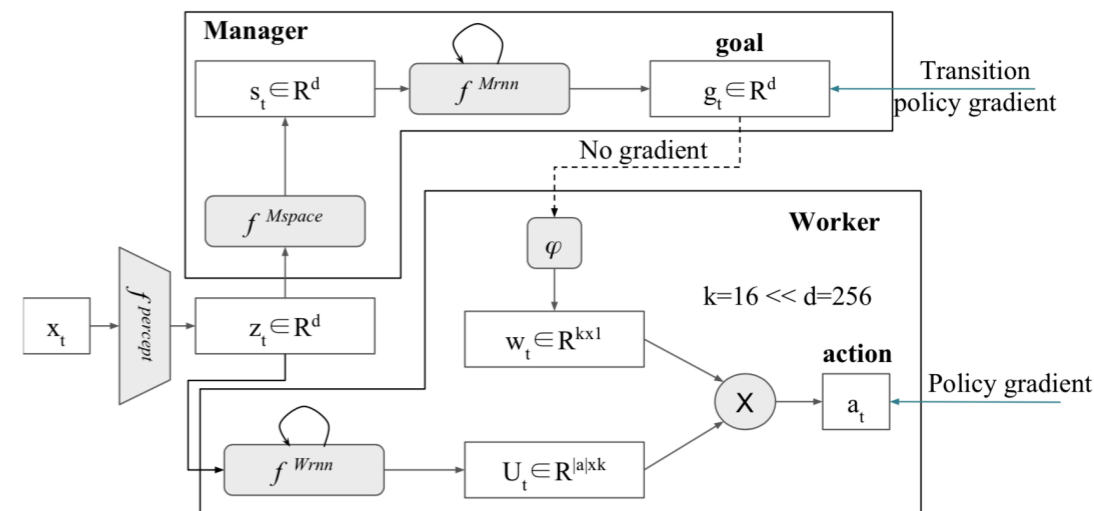 Manager
goal
s_t ∈ R^d
f^Mrnn
g_t ∈ R^d
Transition
policy gradient
No gradient
f^Mspace
Worker
φ
k=16 << d=256
x_t
f^percept
z_t ∈ R^d
w_t ∈ R^kx1
action
Policy gradient
X
a_t
f^Wrnn
U_t ∈ R^|a|xk